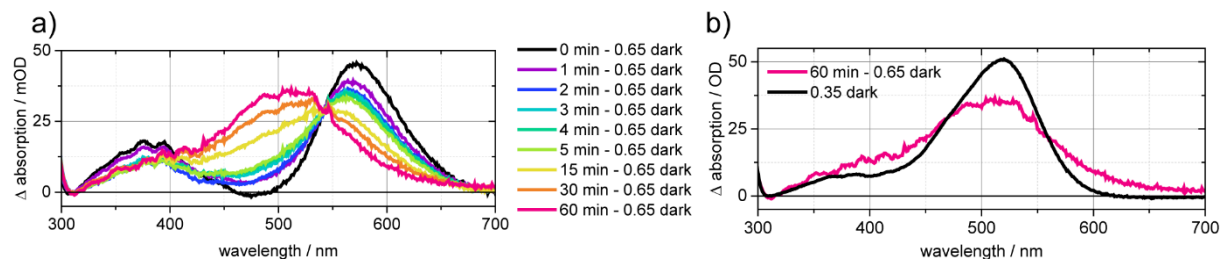 a)
Δ absorption / mOD
50
25
0
300
400
500
600
700
wavelength / nm
0 min - 0.65 dark
1 min - 0.65 dark
2 min - 0.65 dark
3 min - 0.65 dark
4 min - 0.65 dark
5 min - 0.65 dark
15 min - 0.65 dark
30 min - 0.65 dark
60 min - 0.65 dark
b)
Δ absorption / OD
50
25
0
60 min - 0.65 dark
0.35 dark
300
400
500
600
700
wavelength / nm